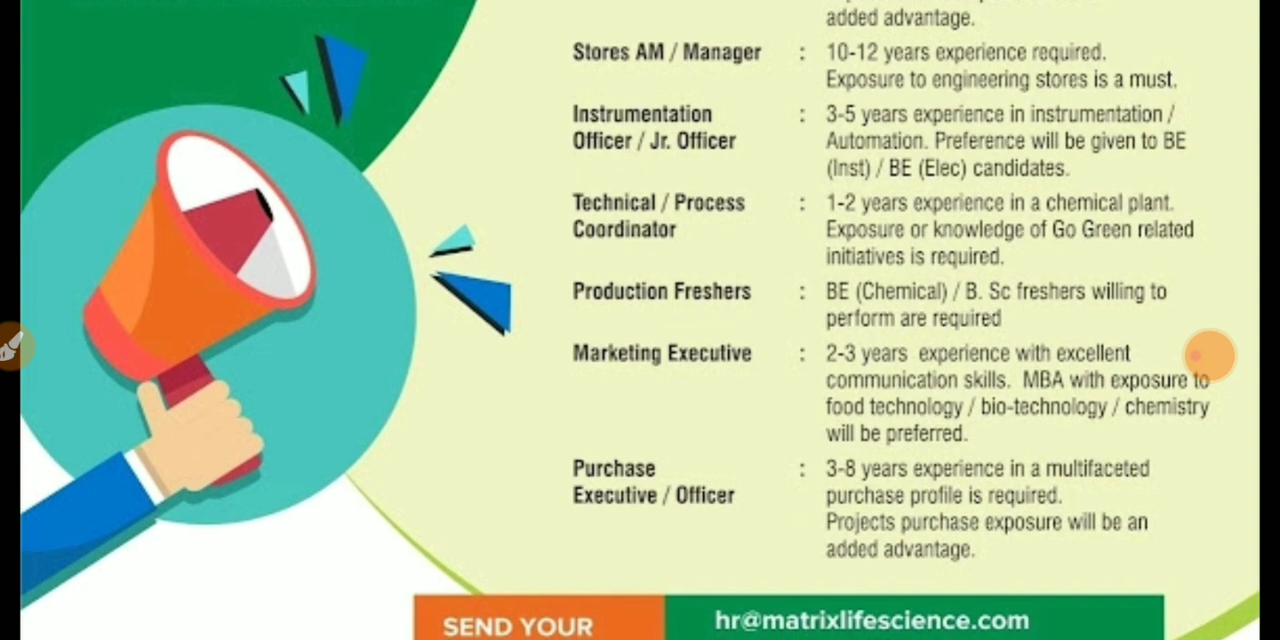 added advantage.
Stores AM / Manager : 10-12 years experience required.
Exposure to engineering stores is a must.
Instrumentation : 3-5 years experience in instrumentation /
Officer / Jr. Officer Automation. Preference will be given to BE
(Inst) / BE (Elec) candidates.
Technical / Process : 1-2 years experience in a chemical plant.
Coordinator Exposure or knowledge of Go Green related
initiatives is required.
Production Freshers : BE (Chemical) / B. Sc freshers willing to
perform are required
Marketing Executive : 2-3 years experience with excellent
communication skills. MBA with exposure to
food technology / bio-technology / chemistry
will be preferred.
Purchase : 3-8 years experience in a multifaceted
Executive / Officer purchase profile is required.
Projects purchase exposure will be an
added advantage.
SEND YOUR hr@matrixlifescience.com